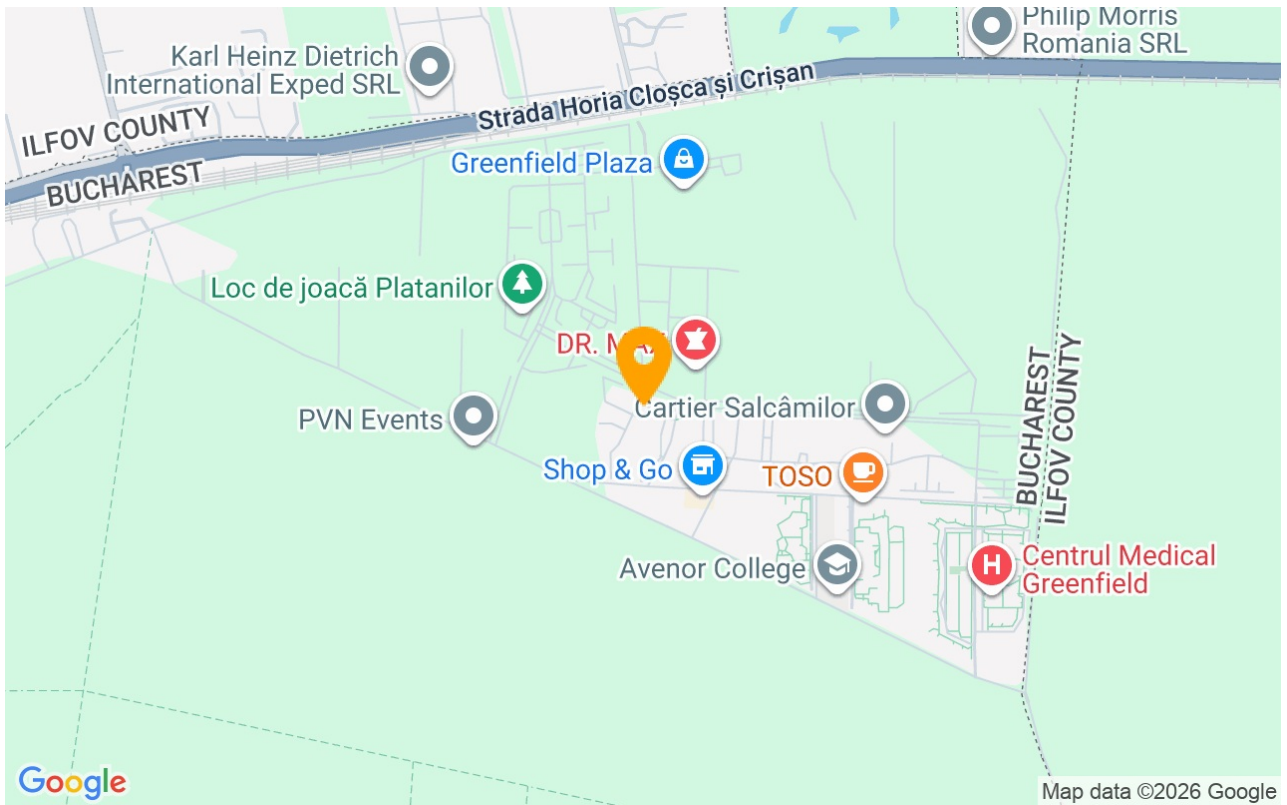 Philip Morris
Romania SRL
Karl Heinz Dietrich
International Exped SRL
Strada Horia Cloșca și Crișan
ILFOV COUNTY
BUCHAREST
Greenfield Plaza
Loc de joacă Platanilor
DR. MAX
Cartier Salcâmilor
PVN Events
Shop & Go
TOSO
BUCHAREST
ILFOV COUNTY
Avenor College
H
Centrul Medical
Greenfield
Google
Map data ©2026 Google